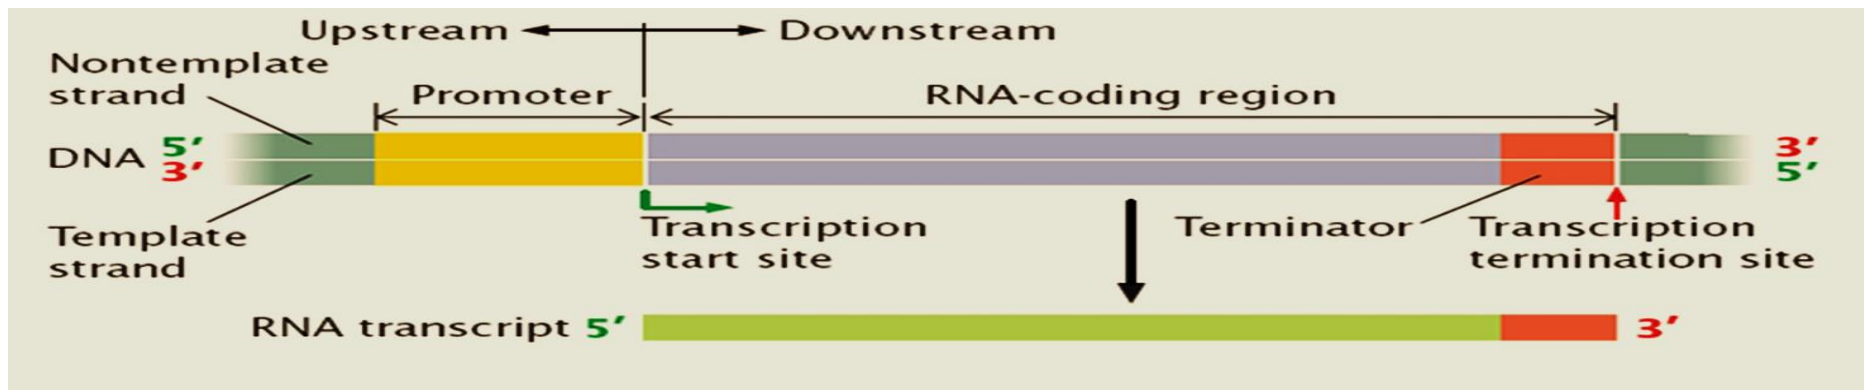 Upstream Downstream
Nontemplate
strand
Promoter RNA-coding region
DNA 5′ 3′
3′ 5′
Template
strand
Transcription
start site
Terminator
Transcription
termination site
RNA transcript 5′ 3′